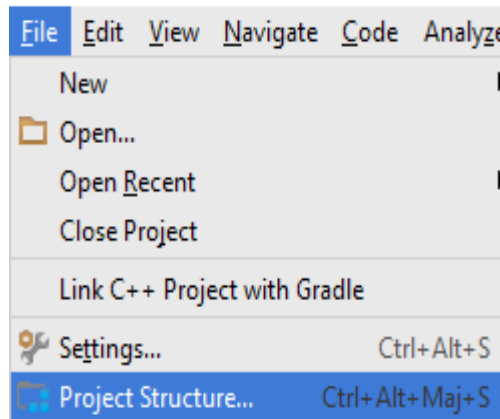 File Edit View Navigate Code Analyze
New
Open...
Open Recent
Close Project
Link C++ Project with Gradle
Settings... Ctrl+Alt+S
Project Structure... Ctrl+Alt+Maj+S